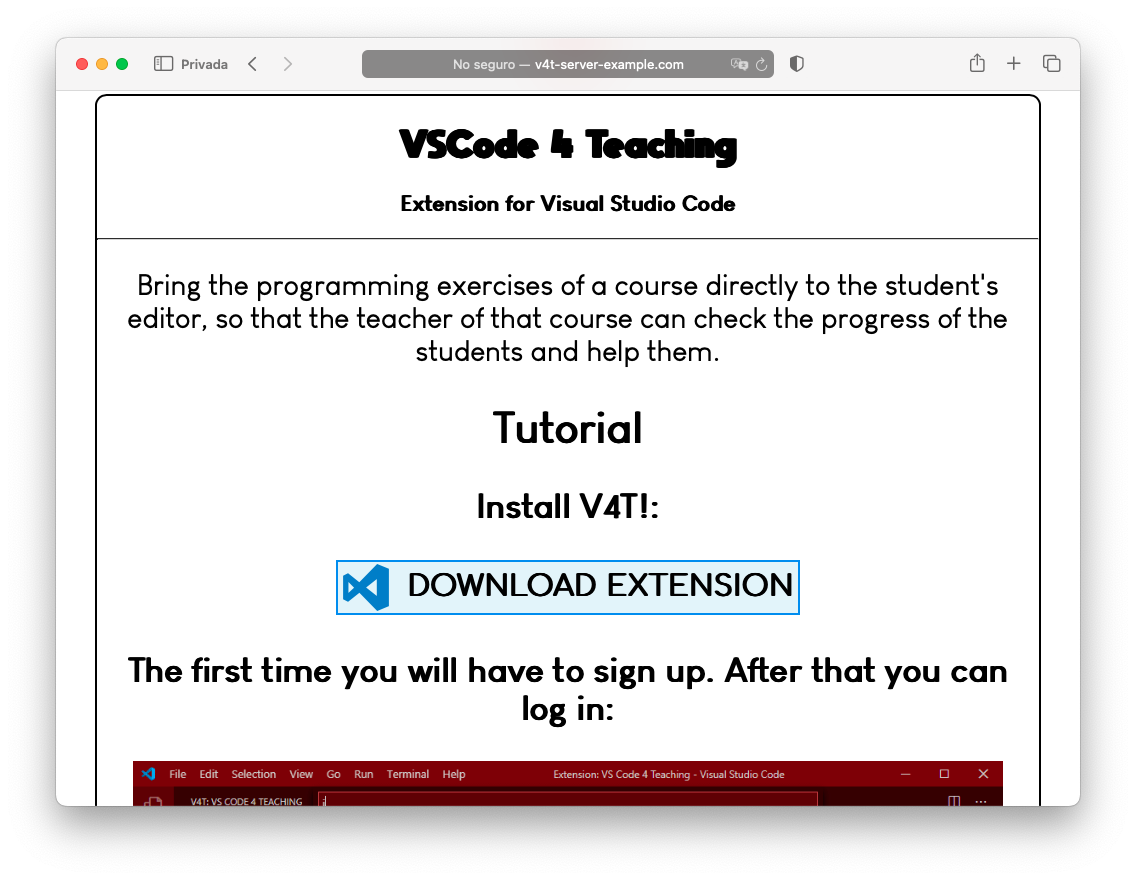 Privada
No seguro — v4t-server-example.com
VSCode 4 Teaching
Extension for Visual Studio Code
Bring the programming exercises of a course directly to the student's
editor, so that the teacher of that course can check the progress of the
students and help them.
Tutorial
Install V4T!:
DOWNLOAD EXTENSION
The first time you will have to sign up. After that you can
log in:
File Edit Selection View Go Run Terminal Help Extension: VS Code 4 Teaching - Visual Studio Code
V4T: VS CODE 4 TEACHING